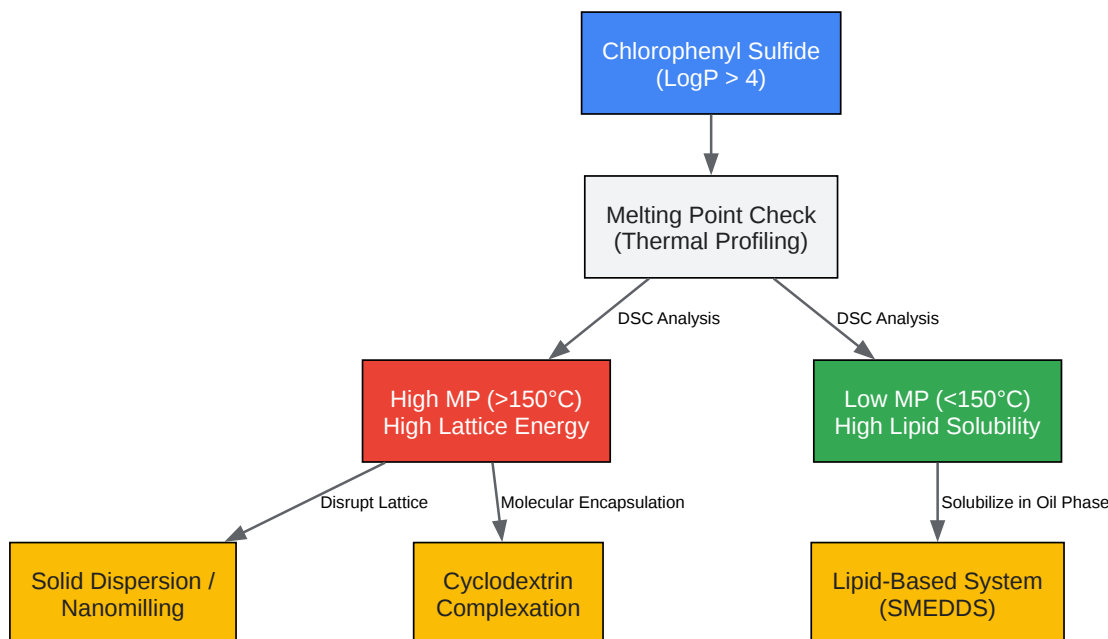 Chlorophenyl Sulfide
(LogP > 4)
Melting Point Check
(Thermal Profiling)
DSC Analysis
DSC Analysis
High MP (>150°C)
High Lattice Energy
Low MP (<150°C)
High Lipid Solubility
Disrupt Lattice
Molecular Encapsulation
Solubilize in Oil Phase
Solid Dispersion /
Nanomilling
Cyclodextrin
Complexation
Lipid-Based System
(SMEDDS)